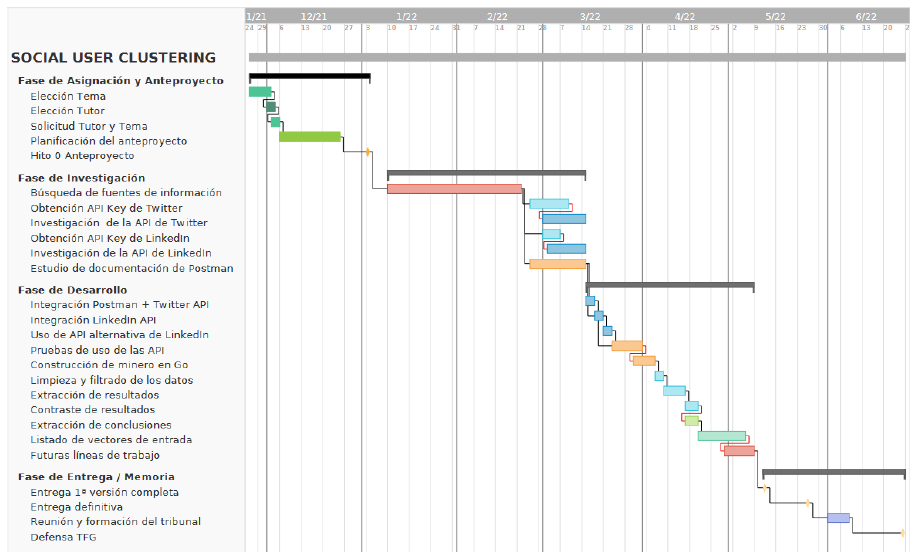 1/21 12/21 1/22 2/22 3/22 4/22 5/22 6/22
24 29 6 13 20 27 3 10 17 24 31 7 14 21 28 7 14 21 28 11 18 25 2 9 16 23 30 6 13 20
SOCIAL USER CLUSTERING
Fase de Asignación y Anteproyecto
Elección Tema
Elección Tutor
Solicitud Tutor y Tema
Planificación del anteproyecto
Hito 0 Anteproyecto
Fase de Investigación
Búsqueda de fuentes de información
Obtención API Key de Twitter
Investigación de la API de Twitter
Obtención API Key de LinkedIn
Investigación de la API de LinkedIn
Estudio de documentación de Postman
Fase de Desarrollo
Integración Postman + Twitter API
Integración LinkedIn API
Uso de API alternativa de LinkedIn
Pruebas de uso de las API
Construcción de minero en Go
Limpieza y filtrado de los datos
Extracción de resultados
Contraste de resultados
Extracción de conclusiones
Listado de vectores de entrada
Futuras líneas de trabajo
Fase de Entrega / Memoria
Entrega 1ª versión completa
Entrega definitiva
Reunión y formación del tribunal
Defensa TFG